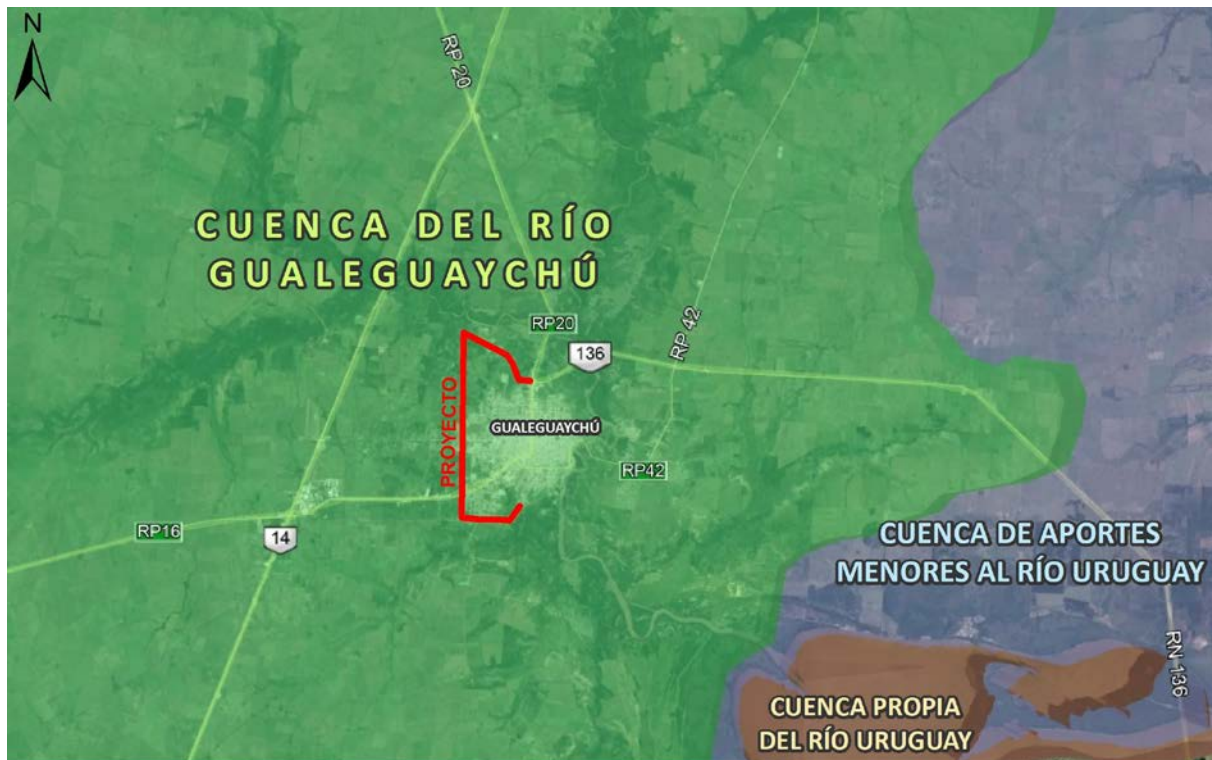 N
RP 20
CUENCA DEL RÍO
GUALEGUAYCHÚ
RP20
136
RP 42
PROYECTO
GUALEGUAYCHÚ
RP42
RP16
14
CUENCA DE APORTES
MENORES AL RÍO URUGUAY
RN 136
CUENCA PROPIA
DEL RÍO URUGUAY